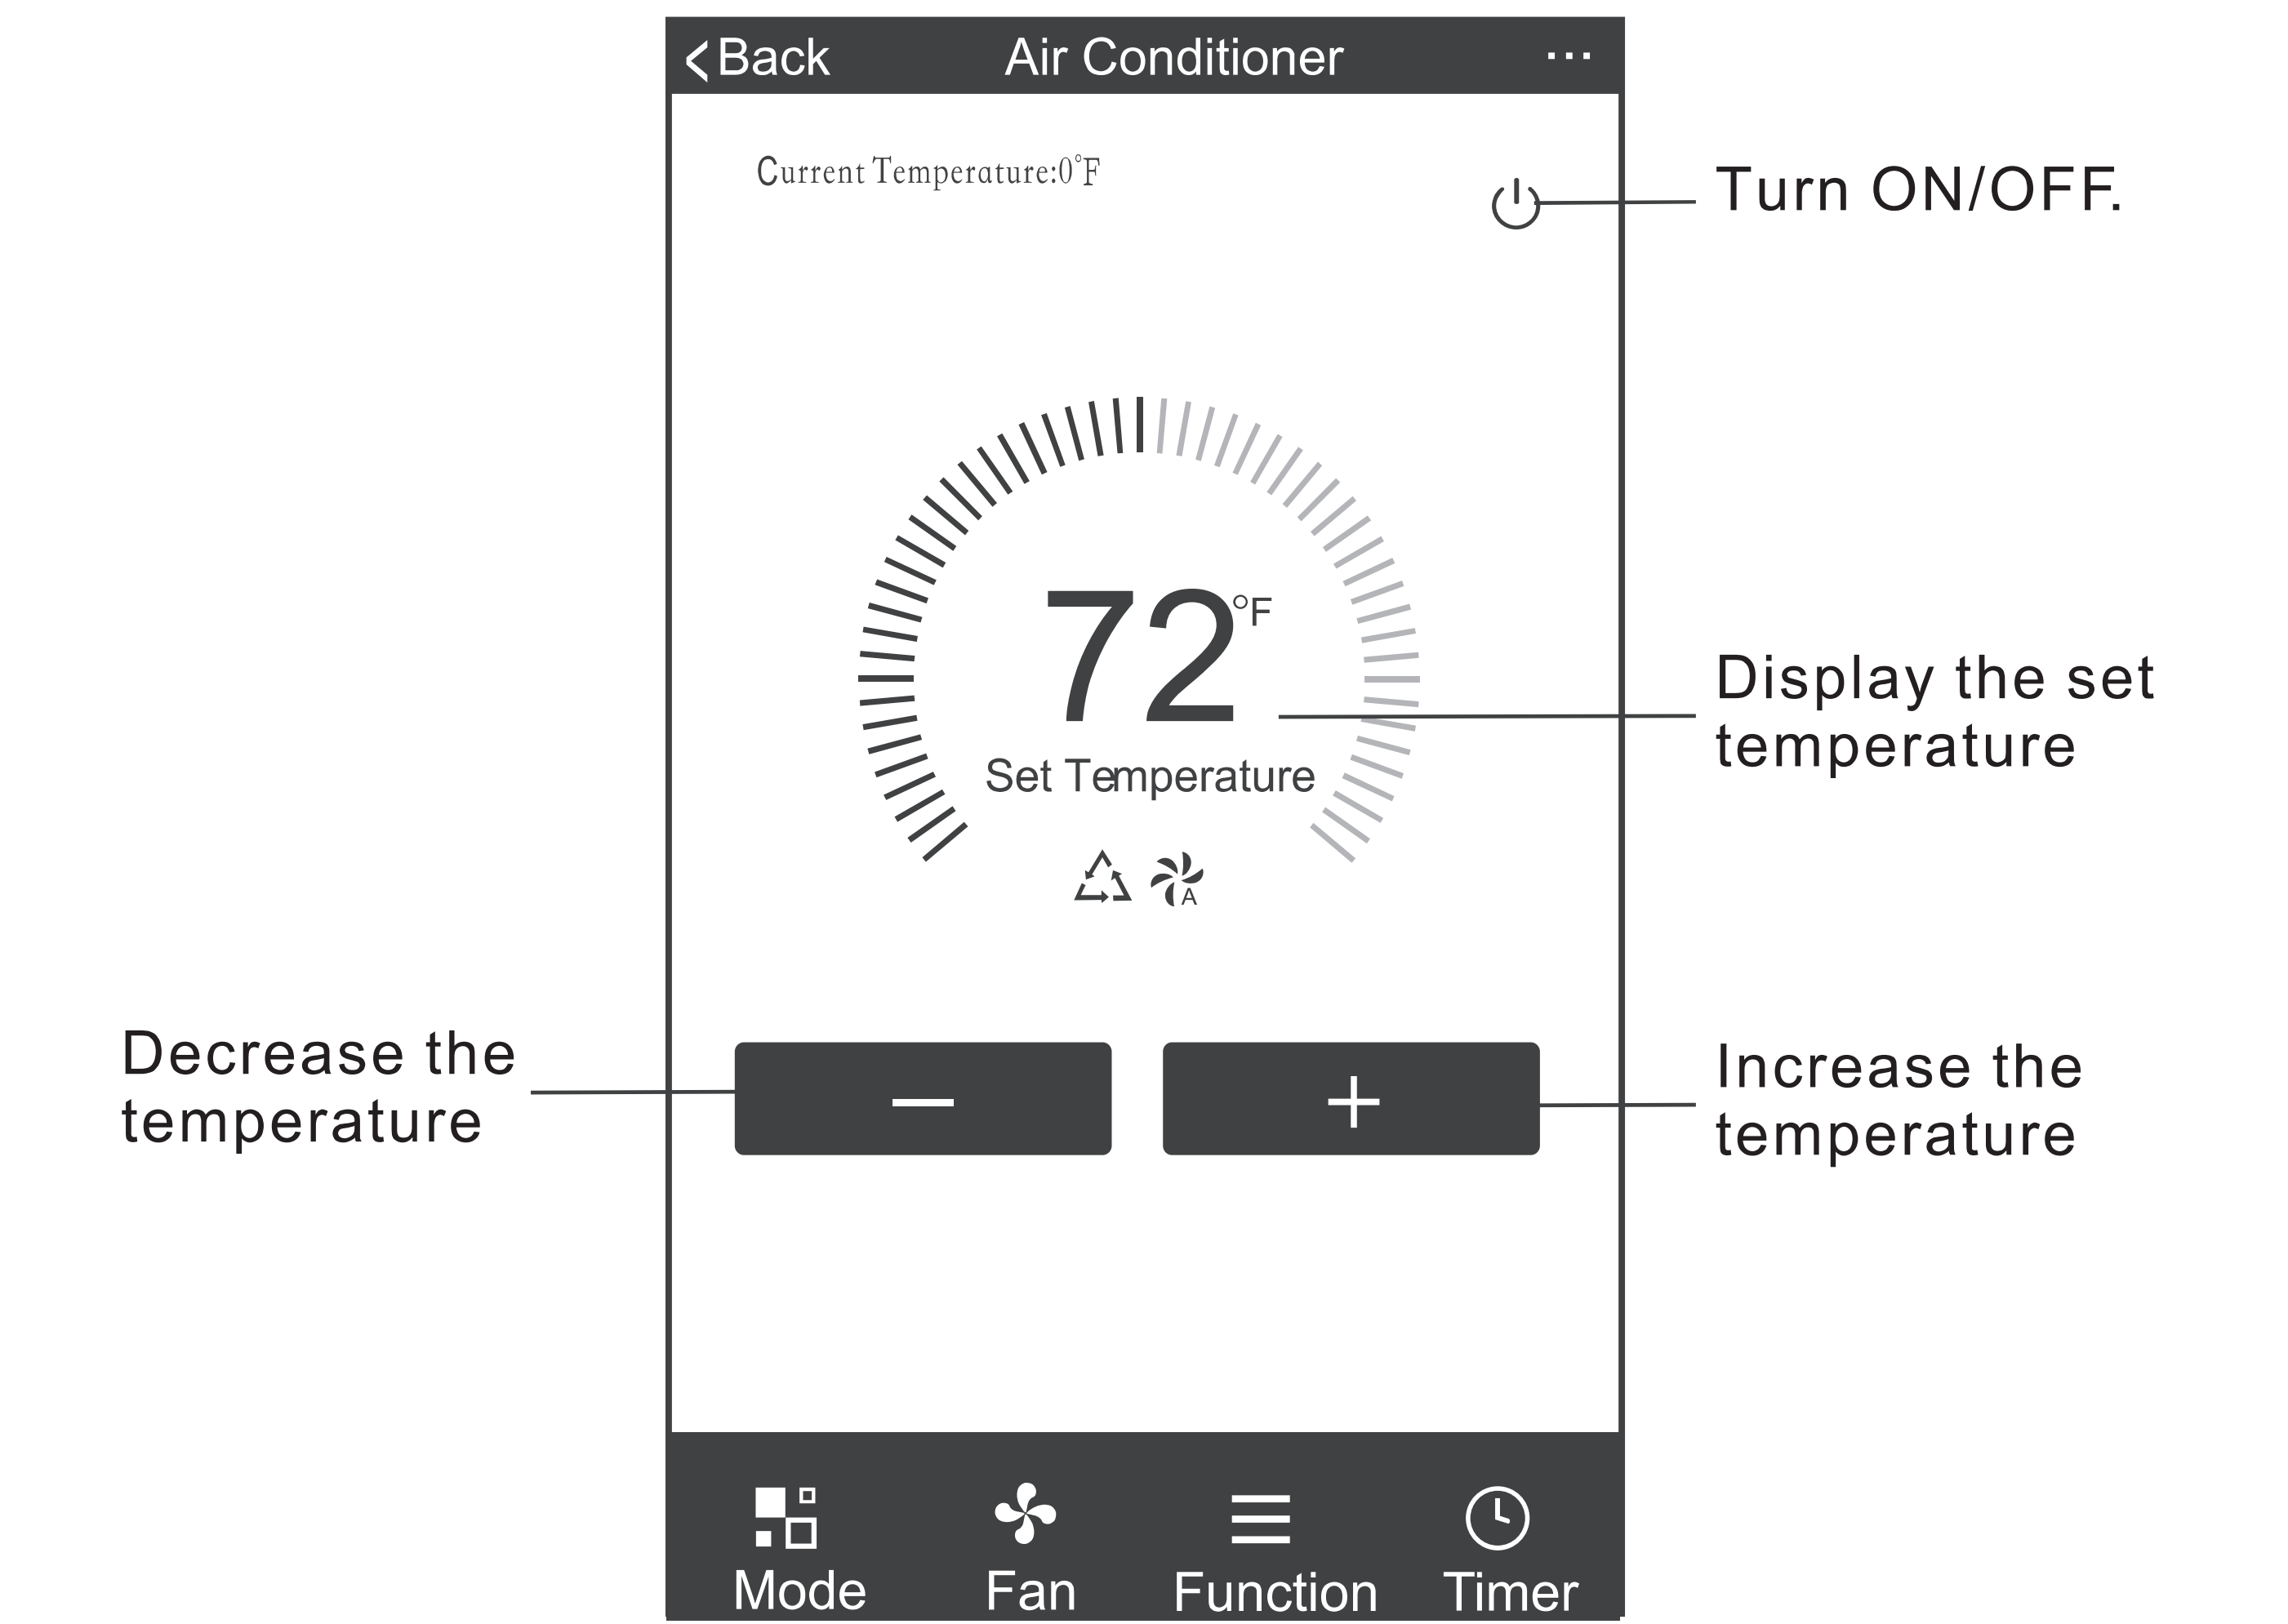 Back
Air Conditioner
...
Current Temperature:0°F
Turn ON/OFF.
72°F
Set Temperature
Display the set
temperature
A
Decrease the
temperature
−
+
Increase the
temperature
Mode
Fan
Function
Timer